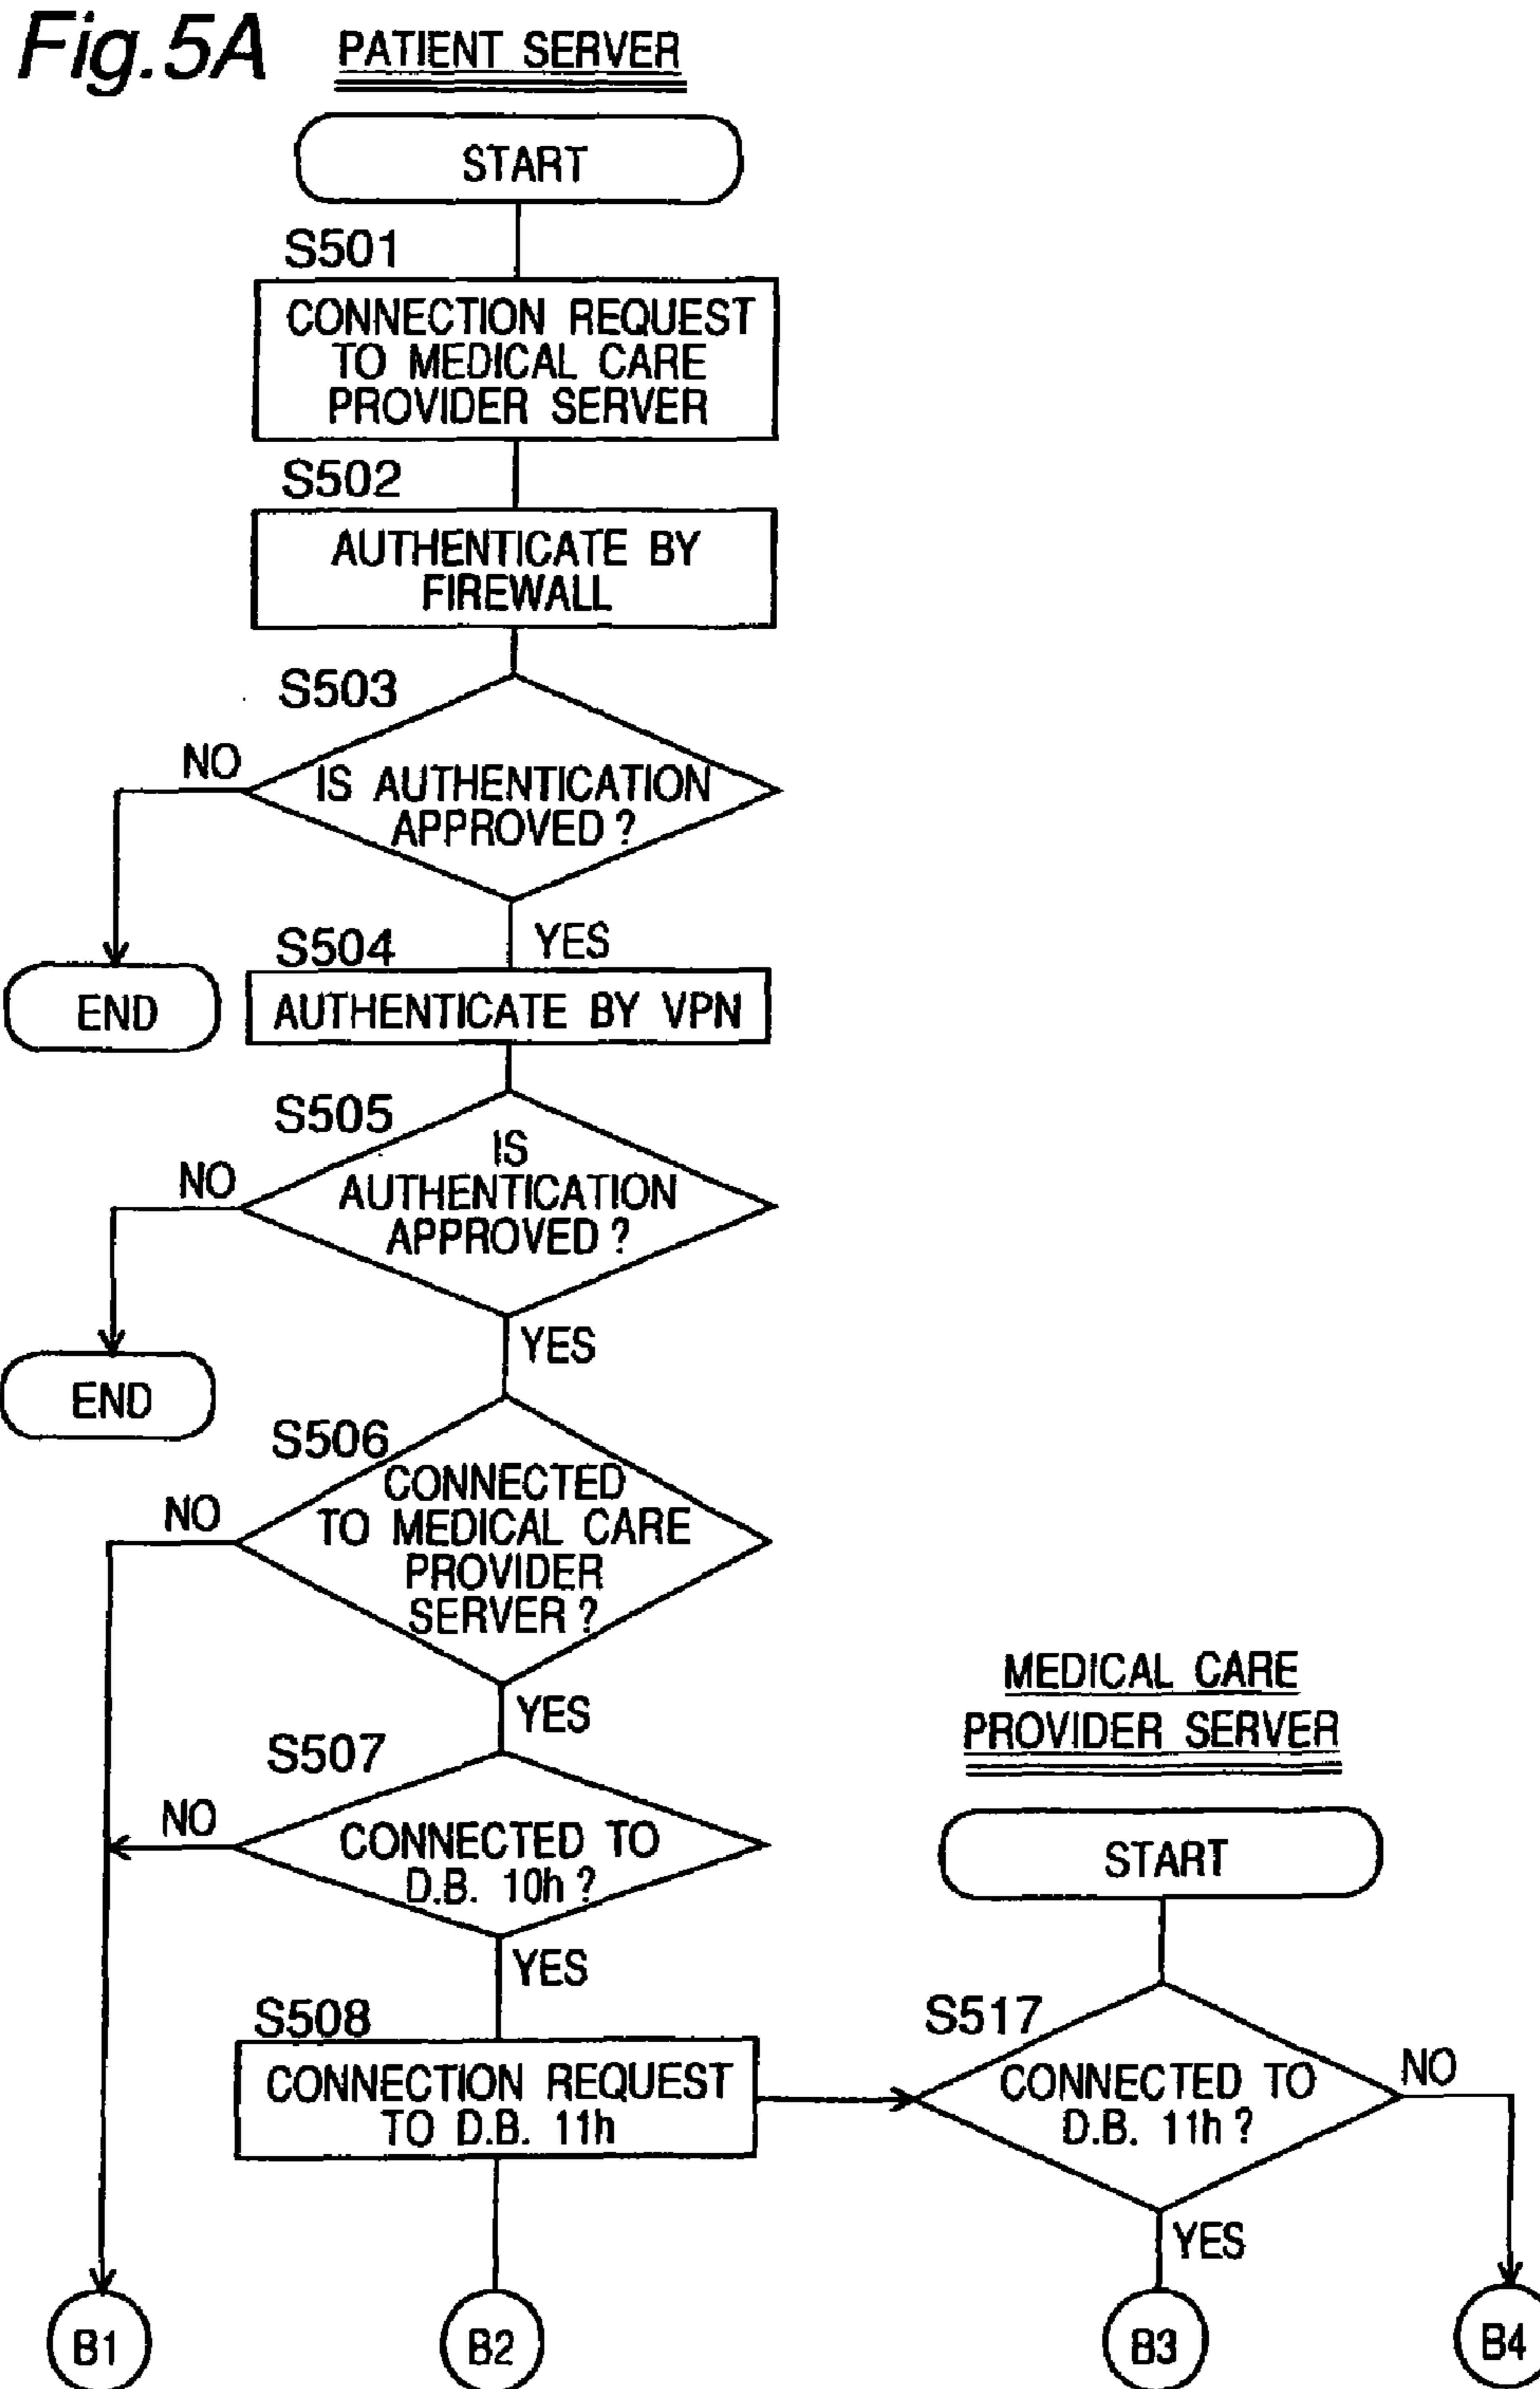 Fig.5A
PATIENT SERVER
START
S501
CONNECTION REQUEST
TO MEDICAL CARE
PROVIDER SERVER
S502
AUTHENTICATE BY
FIREWALL
S503
NO
IS AUTHENTICATION
APPROVED?
YES
END
S504
AUTHENTICATE BY VPN
S505
NO
IS
AUTHENTICATION
APPROVED?
YES
END
S506
NO
CONNECTED
TO MEDICAL CARE
PROVIDER
SERVER?
YES
S507
NO
CONNECTED TO
D.B. 10h?
YES
S508
CONNECTION REQUEST
TO D.B. 11h
MEDICAL CARE
PROVIDER SERVER
START
S517
CONNECTED TO
D.B. 11h?
NO
YES
B1
B2
B3
B4